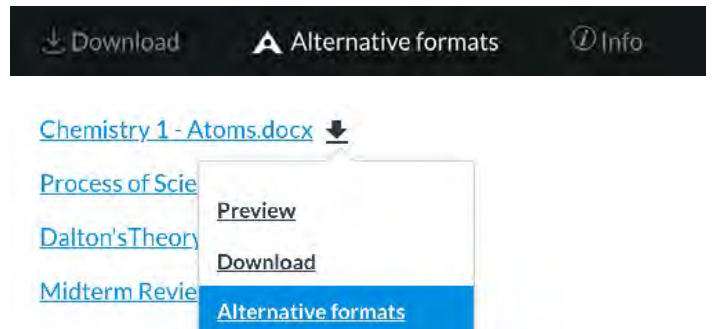 Download Alternative formats Info
Chemistry 1 - Atoms.docx
Process of Scie
Preview
Dalton'sTheory
Download
Midterm Revie
Alternative formats